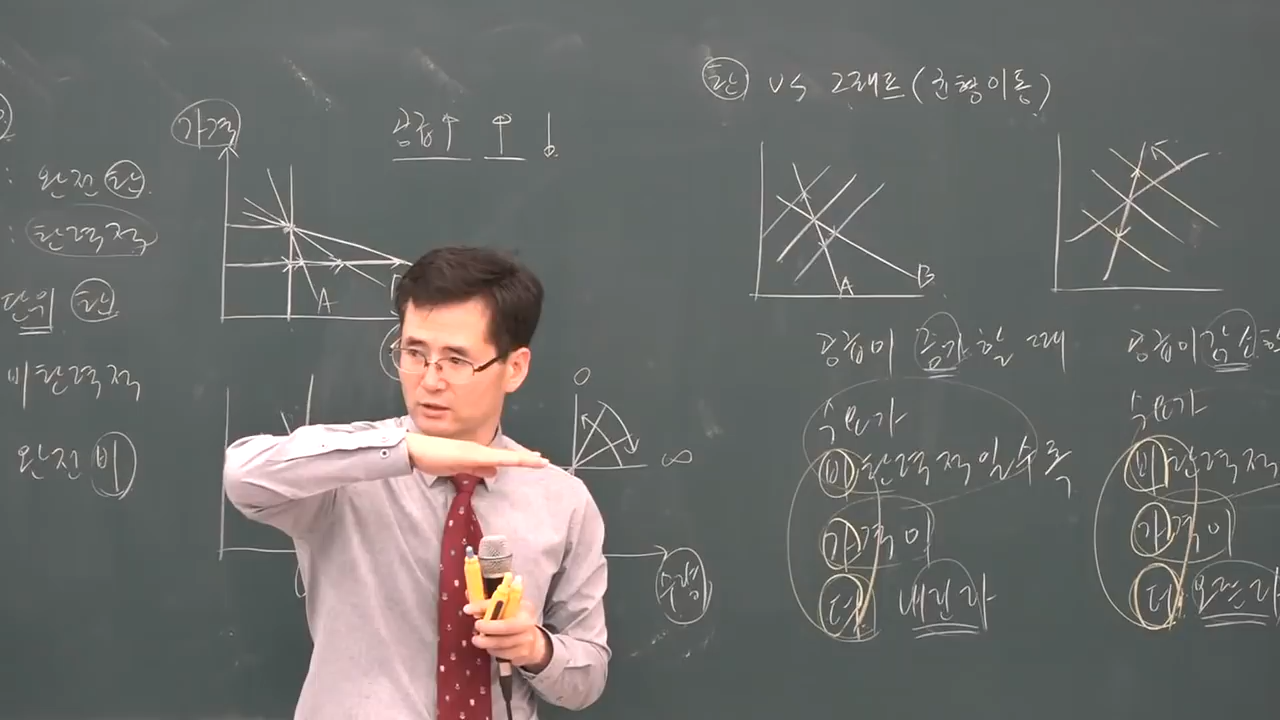 : 완전 탄
: 탄력적
단위 탄
비탄력적
완전 비
가격
공급↑ ↑ ↓
A
0
∞
수량
탄 vs 그래프(균형이동)
A B
공급이 증가할 때
수요가
비탄력적일수록
가격이
더 내린다
공급이 감소할
수요가
비탄력적
가격이
더 오른다